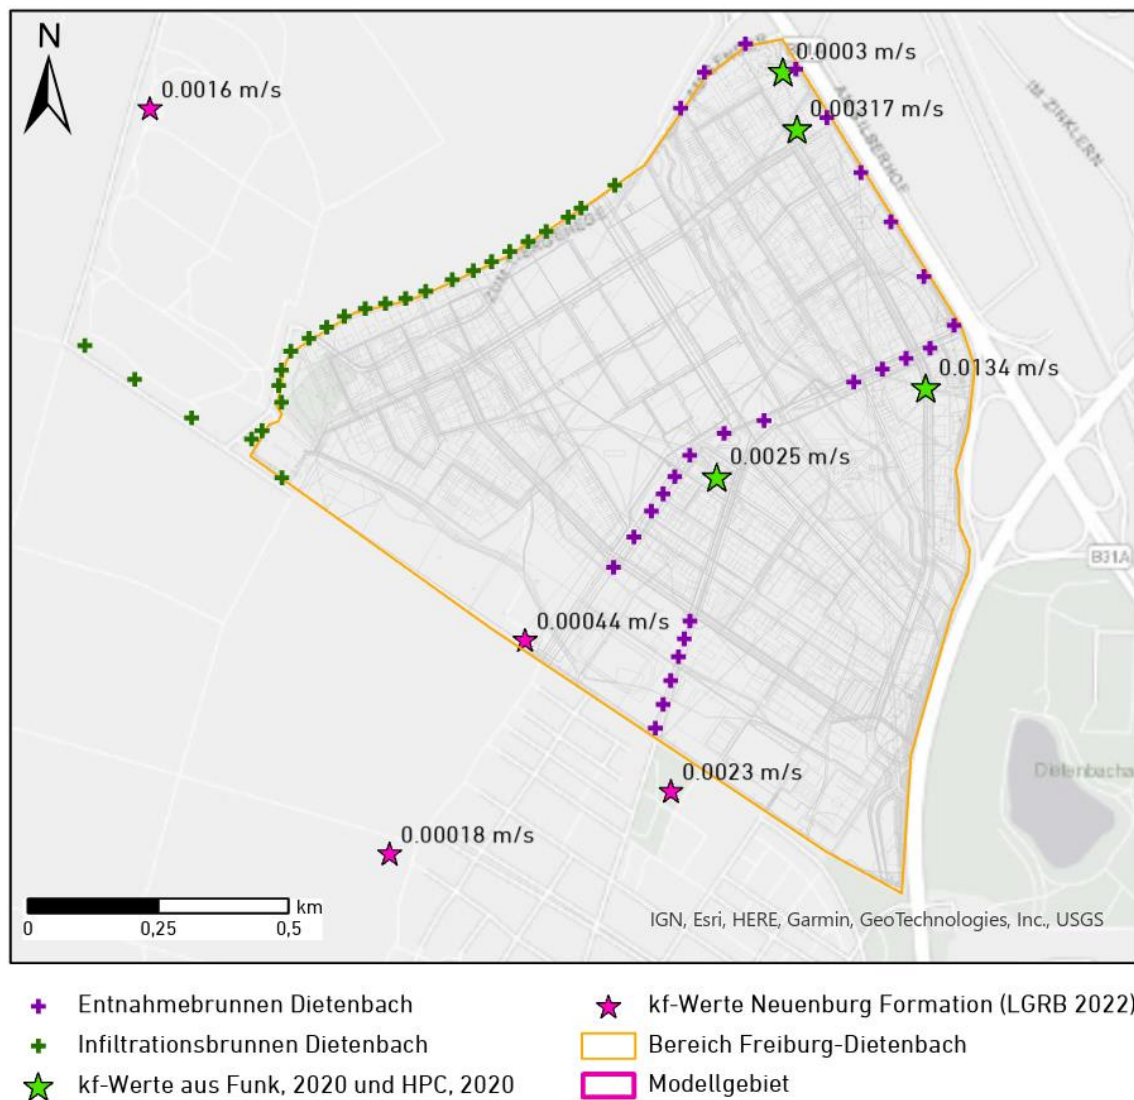 N
0.0003 m/s
0.0016 m/s
0.00317 m/s
IM ZINKLERN
0.0134 m/s
0.0025 m/s
B31A
0.00044 m/s
0.0023 m/s
0.00018 m/s
km
0 0,25 0,5
IGN, Esri, HERE, Garmin, GeoTechnologies, Inc., USGS
Entnahmebrunnen Dietenbach
kf-Werte Neuenburg Formation (LGRB 2022)
Infiltrationsbrunnen Dietenbach
Bereich Freiburg-Dietenbach
kf-Werte aus Funk, 2020 und HPC, 2020
Modellgebiet